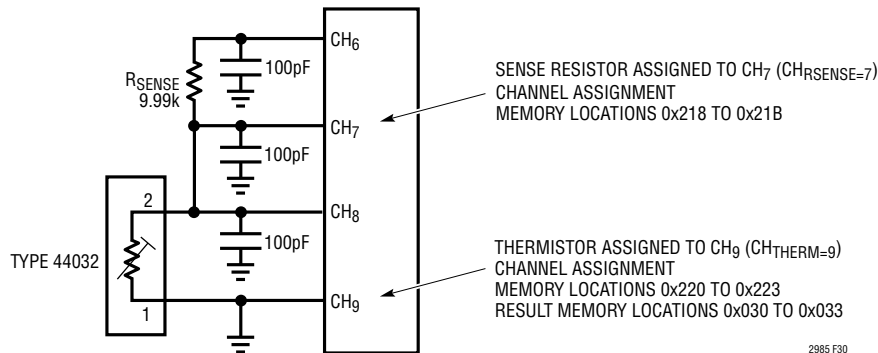 CH6
100pF
RSENSE
9.99k
CH7
100pF
2
CH8
100pF
TYPE 44032
1
CH9
SENSE RESISTOR ASSIGNED TO CH7 (CHRSENSE=7)
CHANNEL ASSIGNMENT
MEMORY LOCATIONS 0x218 TO 0x21B
THERMISTOR ASSIGNED TO CH9 (CHTHERM=9)
CHANNEL ASSIGNMENT
MEMORY LOCATIONS 0x220 TO 0x223
RESULT MEMORY LOCATIONS 0x030 TO 0x033
2985 F30